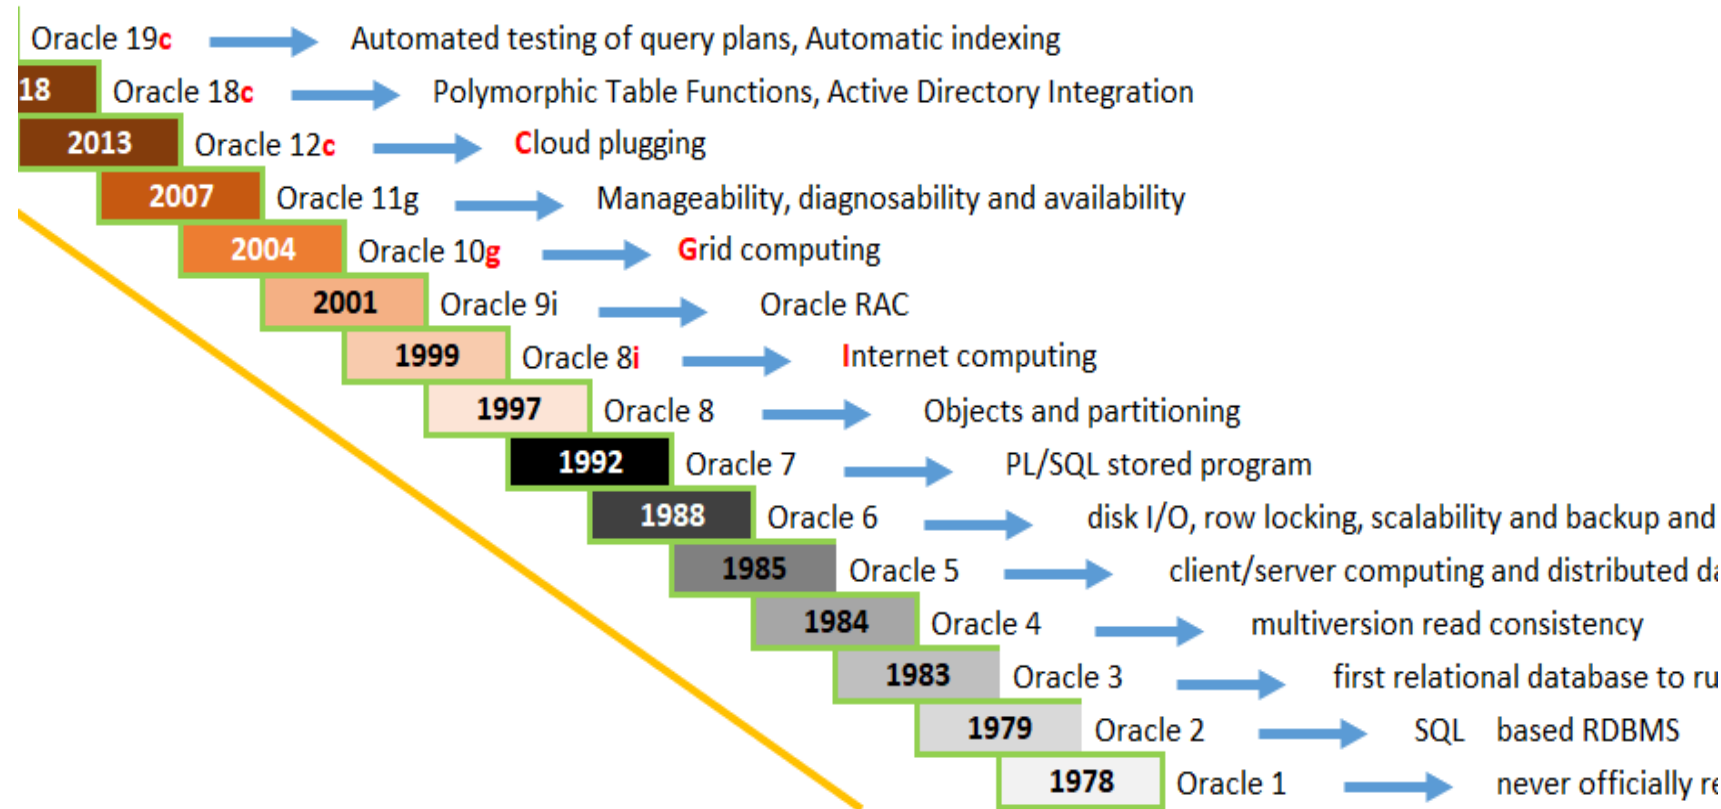 Oracle 19c Automated testing of query plans, Automatic indexing
18 Oracle 18c Polymorphic Table Functions, Active Directory Integration
2013 Oracle 12c Cloud plugging
2007 Oracle 11g Manageability, diagnosability and availability
2004 Oracle 10g Grid computing
2001 Oracle 9i Oracle RAC
1999 Oracle 8i Internet computing
1997 Oracle 8 Objects and partitioning
1992 Oracle 7 PL/SQL stored program
1988 Oracle 6 disk I/O, row locking, scalability and backup and
1985 Oracle 5 client/server computing and distributed
1984 Oracle 4 multiversion read consistency
1983 Oracle 3 first relational database to
1979 Oracle 2 SQL based RDBMS
1978 Oracle 1 never officially